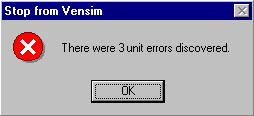 Stop from Vensim
There were 3 unit errors discovered.
OK